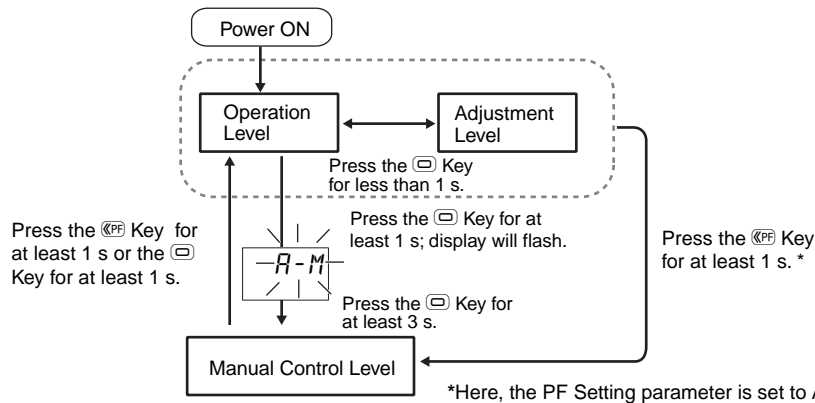 Power ON
Operation
Level
Adjustment
Level
Press the Key
for less than 1 s.
Press the PF Key for
at least 1 s or the
Key for at least 1 s.
Press the Key for at
least 1 s; display will flash.
A-M
Press the Key for
at least 3 s.
Press the PF Key
for at least 1 s. *
Manual Control Level
*Here, the PF Setting parameter is set to